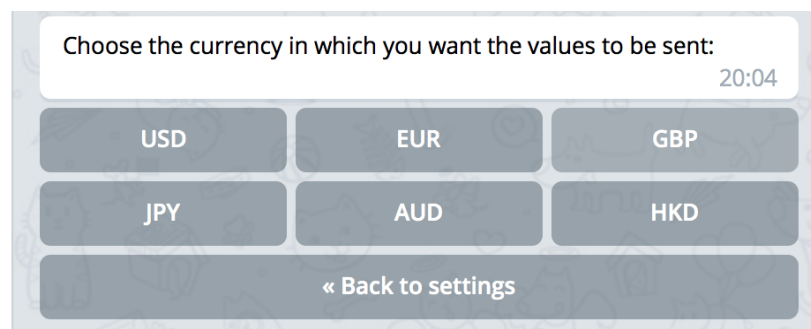 Choose the currency in which you want the values to be sent:
20:04
USD EUR GBP
JPY AUD HKD
« Back to settings